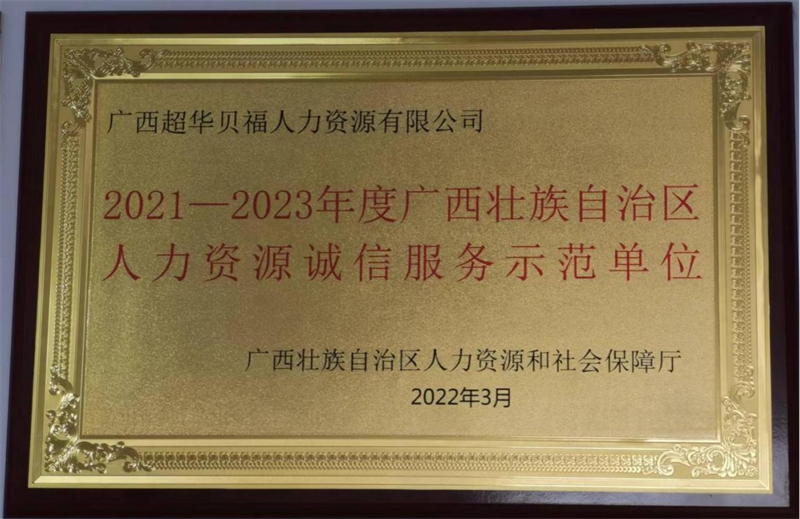 广西超华贝福人力资源有限公司
2021—2023年度广西壮族自治区
人力资源诚信服务示范单位
广西壮族自治区人力资源和社会保障厅
2022年3月